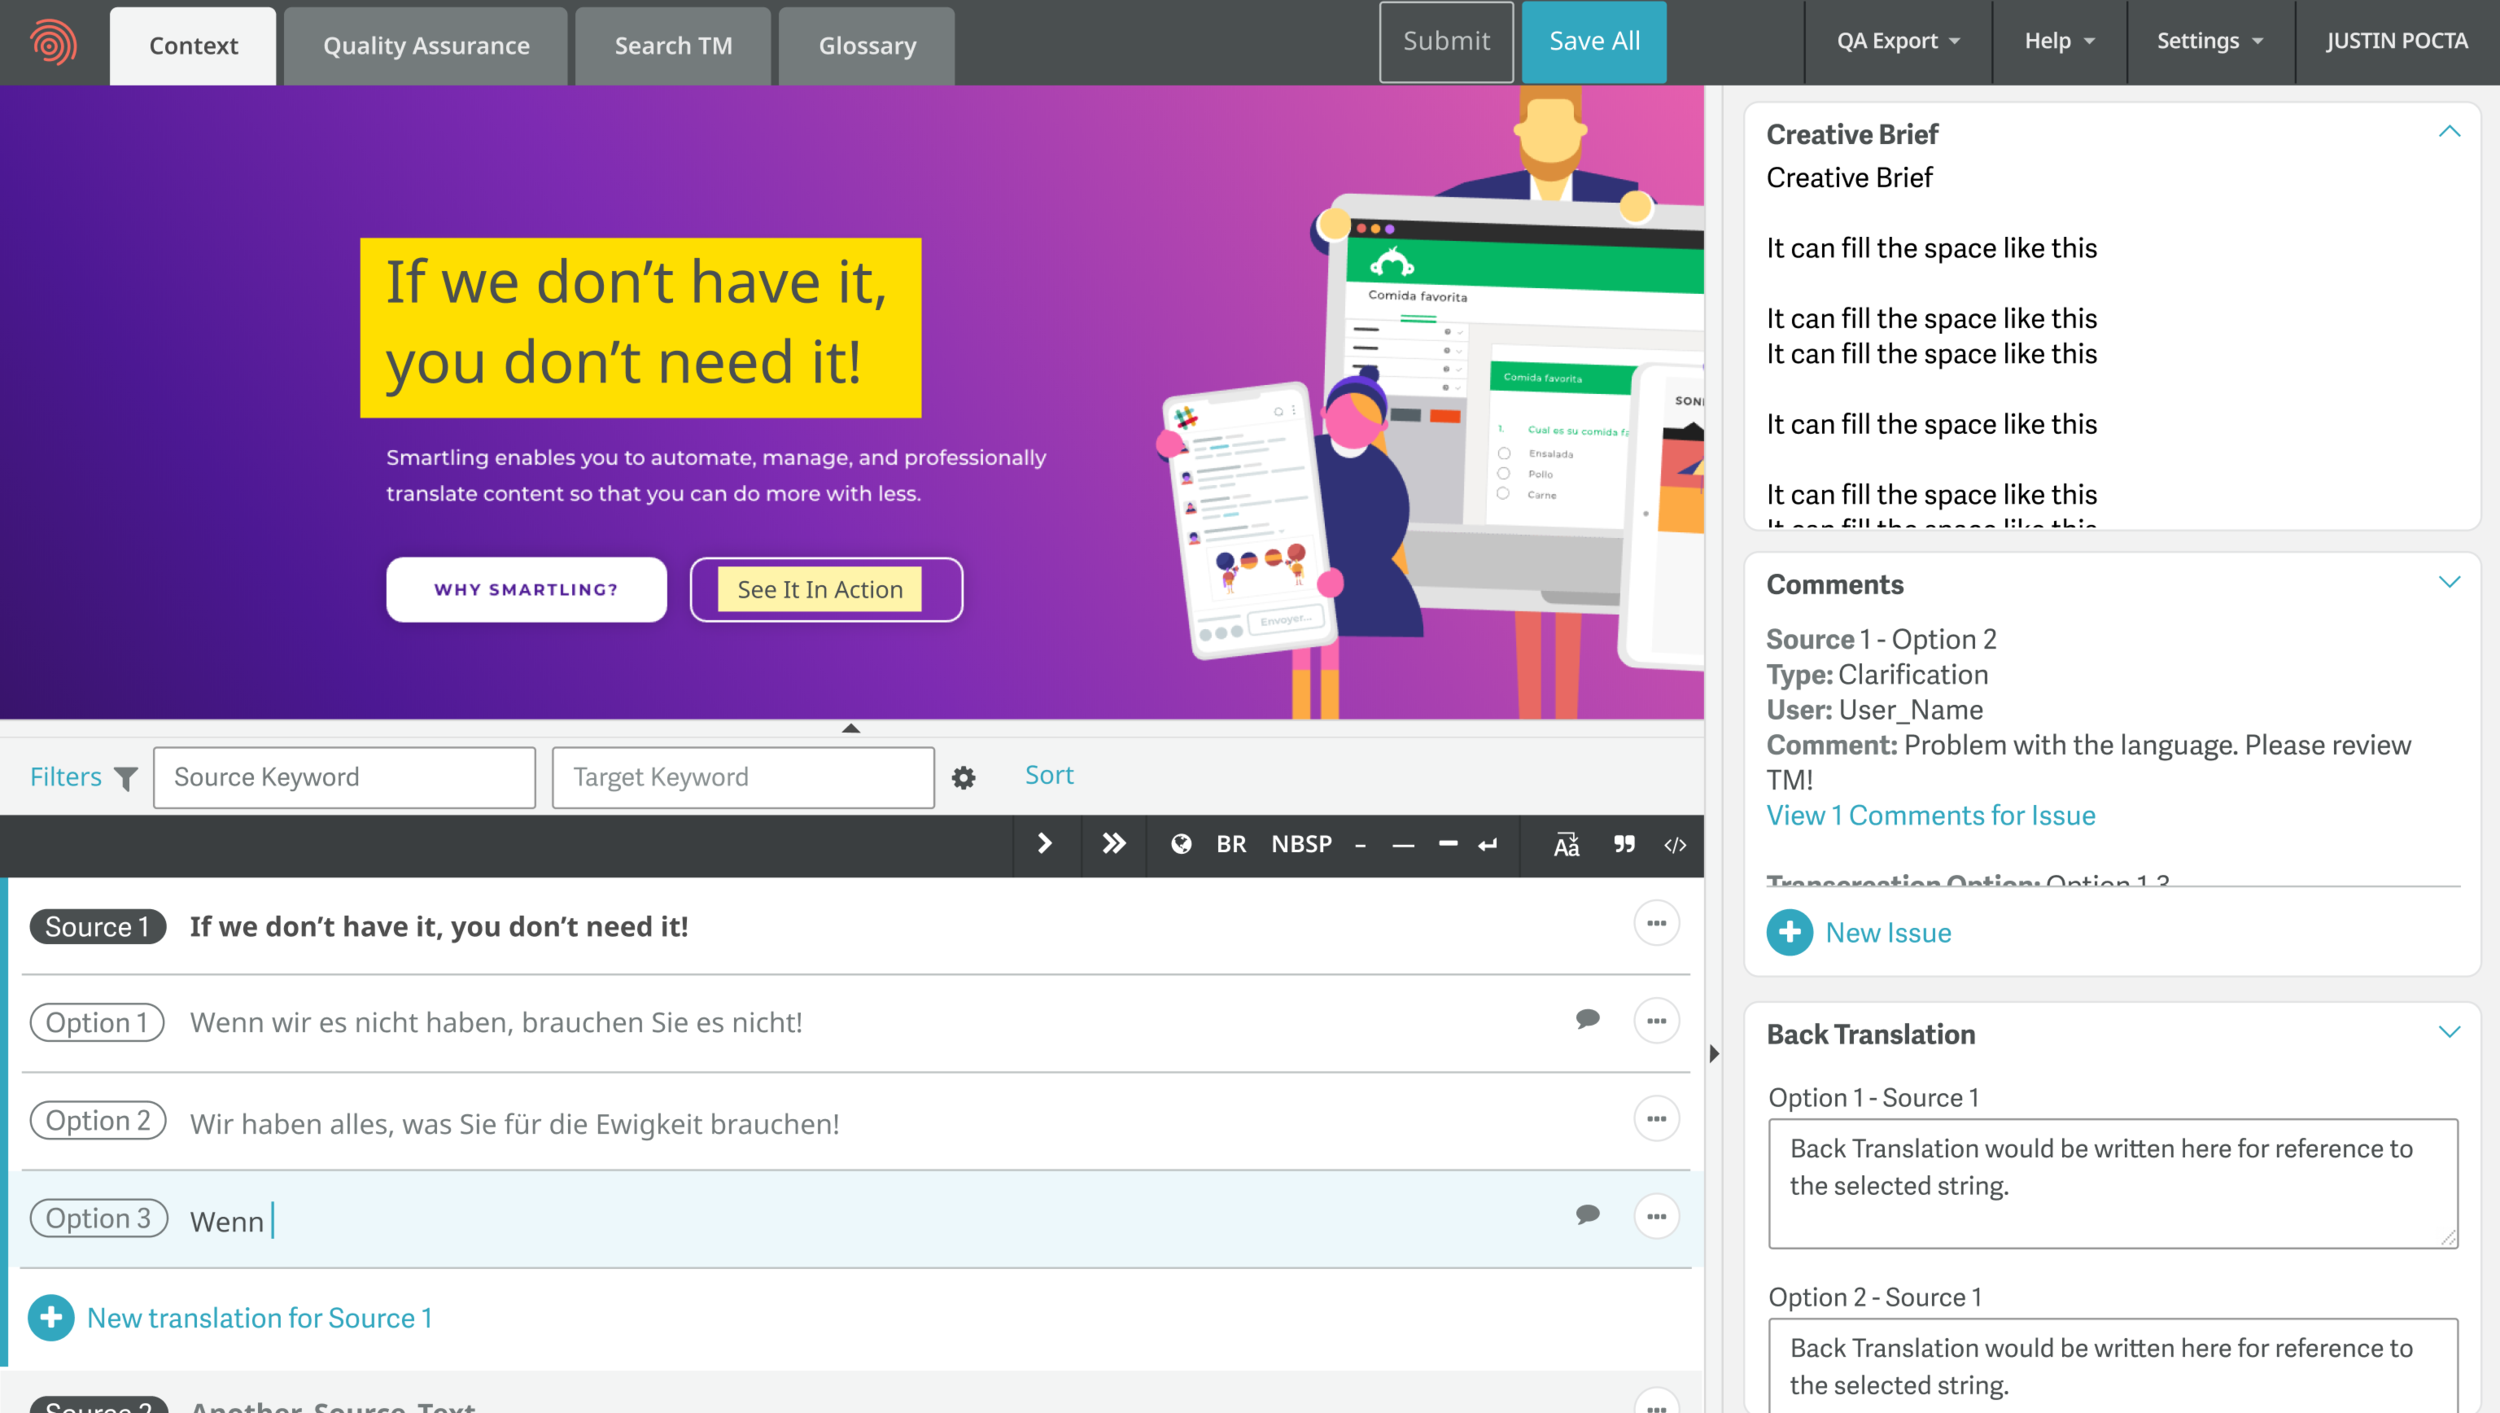 Context
Quality Assurance
Search TM
Glossary
Submit
Save All
QA Export
Help
Settings
JUSTIN POCTA
If we don’t have it,
you don’t need it!
Smartling enables you to automate, manage, and professionally
translate content so that you can do more with less.
WHY SMARTLING?
See It In Action
Comida favorita
Comida favorita
1. Cual es su comida
Ensalada
Pollo
Carne
Envoyer...
Filters
Source Keyword
Target Keyword
Sort
BR
NBSP
Source 1
If we don’t have it, you don’t need it!
Option 1
Wenn wir es nicht haben, brauchen Sie es nicht!
Option 2
Wir haben alles, was Sie für die Ewigkeit brauchen!
Option 3
Wenn
New translation for Source 1
Source 2
Another Source Text
Creative Brief
Creative Brief
It can fill the space like this
It can fill the space like this
It can fill the space like this
It can fill the space like this
It can fill the space like this
It can fill the space like this
Comments
Source 1 - Option 2
Type: Clarification
User: User_Name
Comment: Problem with the language. Please review
TM!
View 1 Comments for Issue
Transcreation Option: Option 1.3
New Issue
Back Translation
Option 1 - Source 1
Back Translation would be written here for reference to
the selected string.
Option 2 - Source 1
Back Translation would be written here for reference to
the selected string.